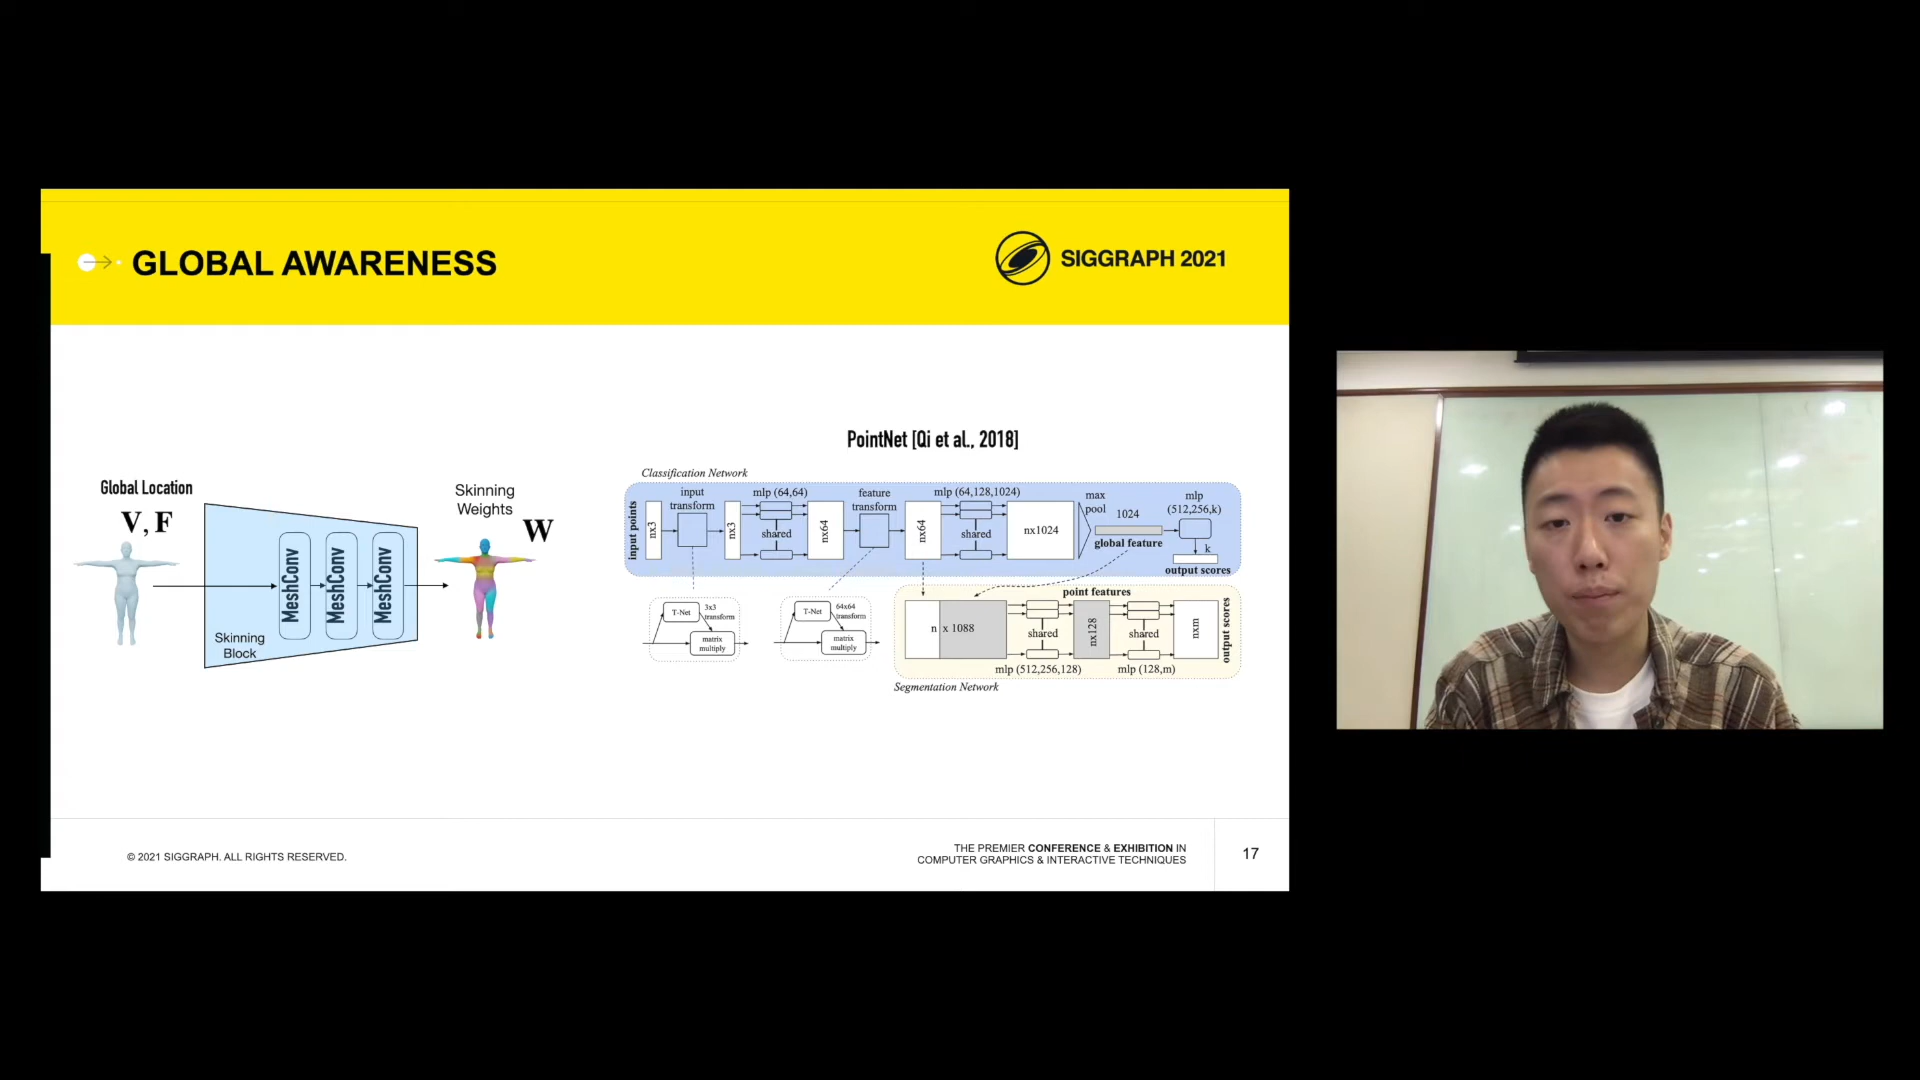 GLOBAL AWARENESS
SIGGRAPH 2021
Global Location
V, F
MeshConv
MeshConv
MeshConv
Skinning
Block
Skinning
Weights
W
PointNet [Qi et al., 2018]
Classification Network
input points
nx3
input
transform
nx3
mlp (64,64)
shared
nx64
feature
transform
nx64
mlp (64,128,1024)
shared
nx1024
max
pool
1024
global feature
mlp
(512,256,k)
k
output scores
T-Net
3x3
transform
matrix
multiply
T-Net
64x64
transform
matrix
multiply
point features
n x 1088
shared
mlp (512,256,128)
nx128
shared
mlp (128,m)
nxm
output scores
Segmentation Network
© 2021 SIGGRAPH. ALL RIGHTS RESERVED.
THE PREMIER CONFERENCE & EXHIBITION IN
COMPUTER GRAPHICS & INTERACTIVE TECHNIQUES
17